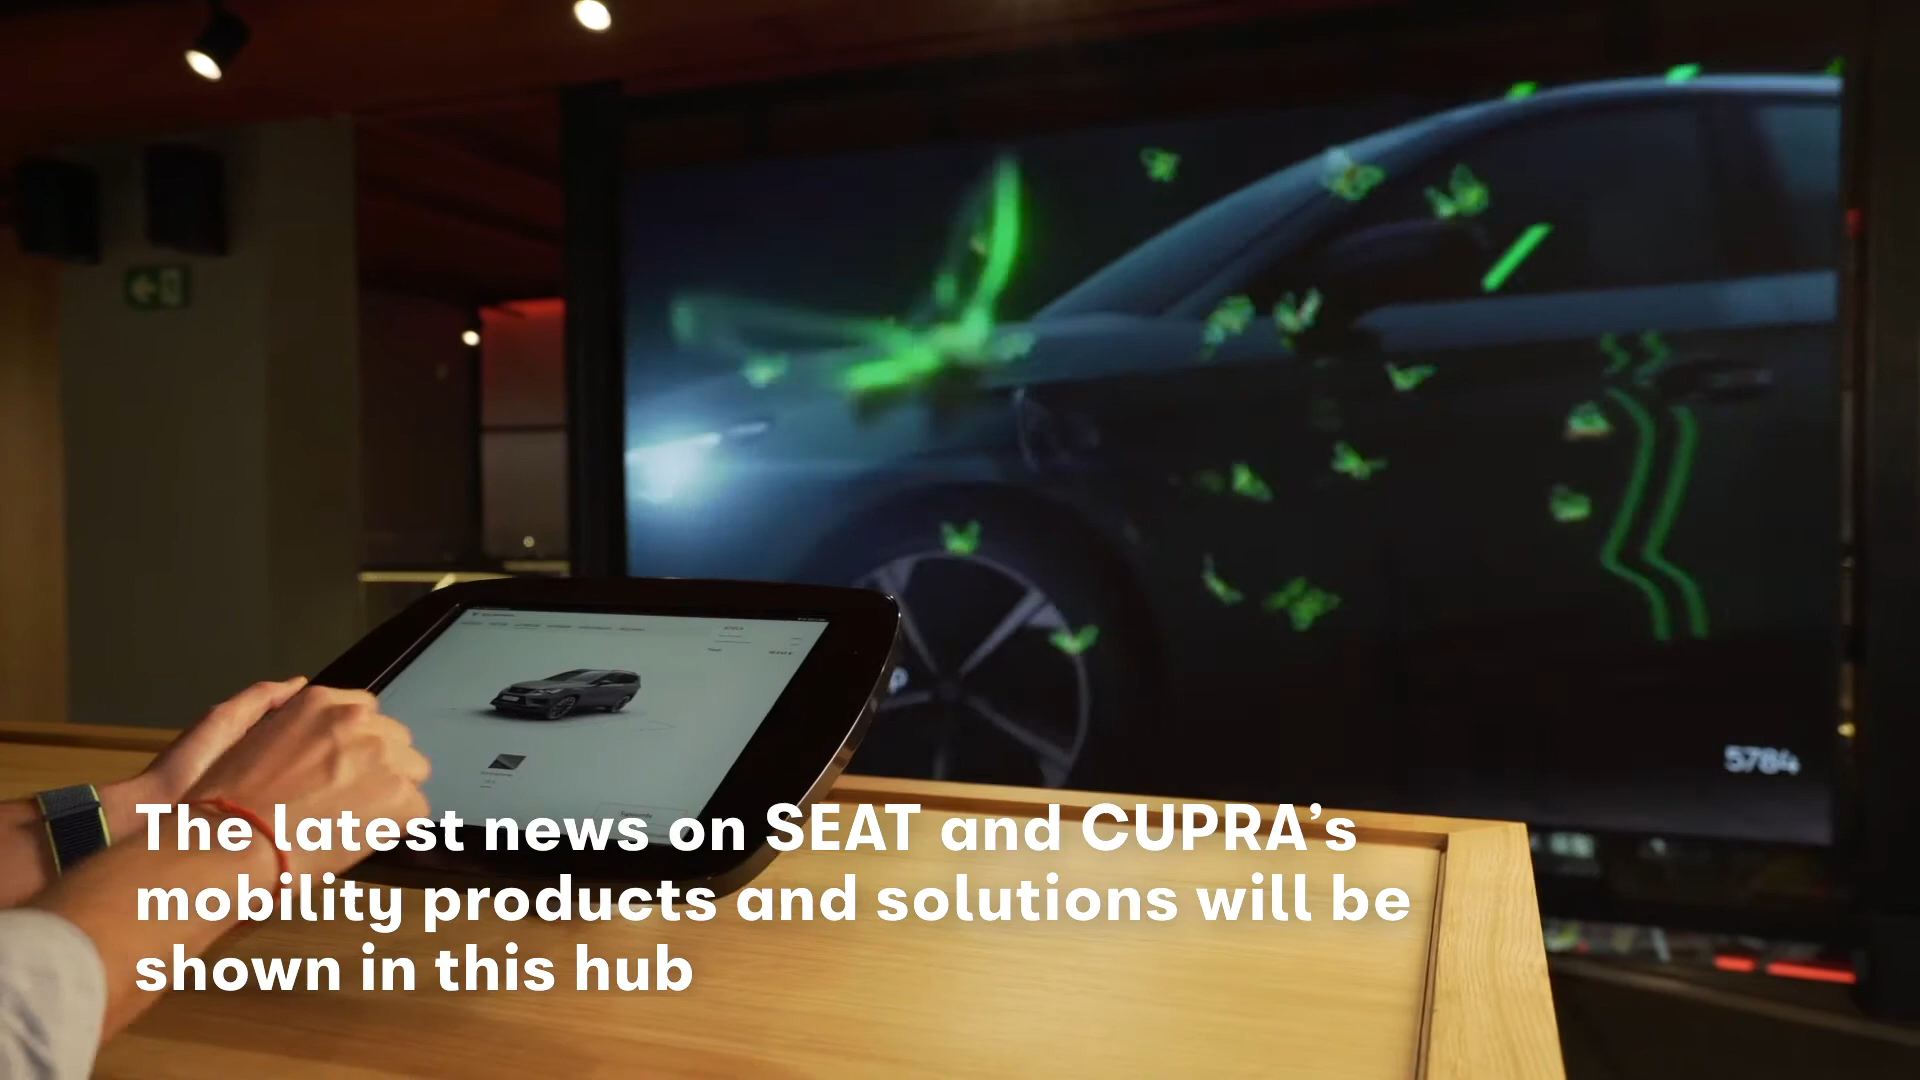 5784
The latest news on SEAT and CUPRA’s
mobility products and solutions will be
shown in this hub